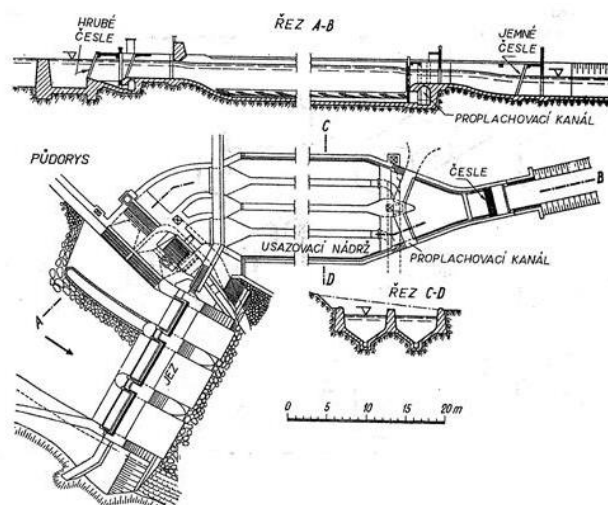 ŘEZ A-B
HRUBÉ
ČESLE
JEMNÉ
ČESLE
PROPLACHOVACÍ KANÁL
C
PŮDORYS
ČESLE
B
USAZOVACÍ NÁDRŽ
PROPLACHOVACÍ KANÁL
D
ŘEZ C-D
A
JEZ
0 5 10 15 20 m